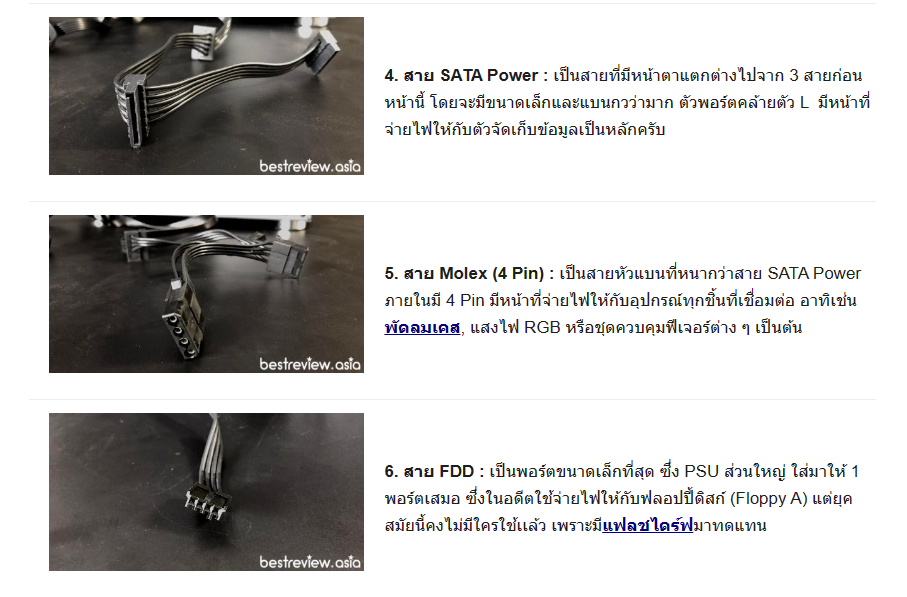 bestreview.asia
4. สาย SATA Power : เป็นสายที่มีหน้าตาแตกต่างไปจาก 3 สายก่อน
หน้านี้ โดยจะมีขนาดเล็กและแบนกว่ามาก ตัวพอร์ตคล้ายตัว L มีหน้าที่
จ่ายไฟให้กับตัวจัดเก็บข้อมูลเป็นหลักครับ
bestreview.asia
5. สาย Molex (4 Pin) : เป็นสายหัวแบนที่หนากว่าสาย SATA Power
ภายในมี 4 Pin มีหน้าที่จ่ายไฟให้กับอุปกรณ์ทุกชิ้นที่เชื่อมต่อ อาทิเช่น
พัดลมเคส, แสงไฟ RGB หรือชุดควบคุมฟีเจอร์ต่าง ๆ เป็นต้น
bestreview.asia
6. สาย FDD : เป็นพอร์ตขนาดเล็กที่สุด ซึ่ง PSU ส่วนใหญ่ ใส่มาให้ 1
พอร์ตเสมอ ซึ่งในอดีตใช้จ่ายไฟให้กับฟลอปปี้ดิสก์ (Floppy A) แต่ยุค
สมัยนี้คงไม่มีใครใช้แล้ว เพราะมีแฟลชไดร์ฟมาทดแทน
bestreview.asia